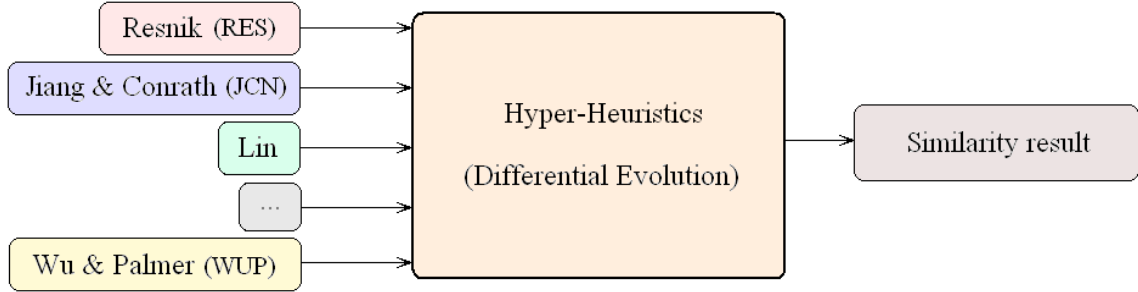 Resnik (RES)
Jiang & Conrath (JCN)
Lin
...
Wu & Palmer (WUP)
Hyper-Heuristics
(Differential Evolution)
Similarity result